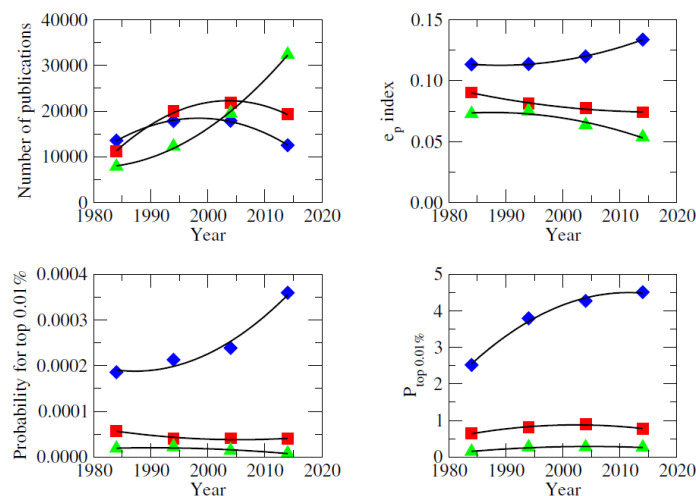 Number of publications
40000
30000
20000
10000
0
1980 1990 2000 2010 2020
Year
e_p index
0.15
0.10
0.05
0.00
1980 1990 2000 2010 2020
Year
Probability for top 0.01%
0.0004
0.0003
0.0002
0.0001
0.0000
1980 1990 2000 2010 2020
Year
P_top 0.01%
5
4
3
2
1
0
1980 1990 2000 2010 2020
Year